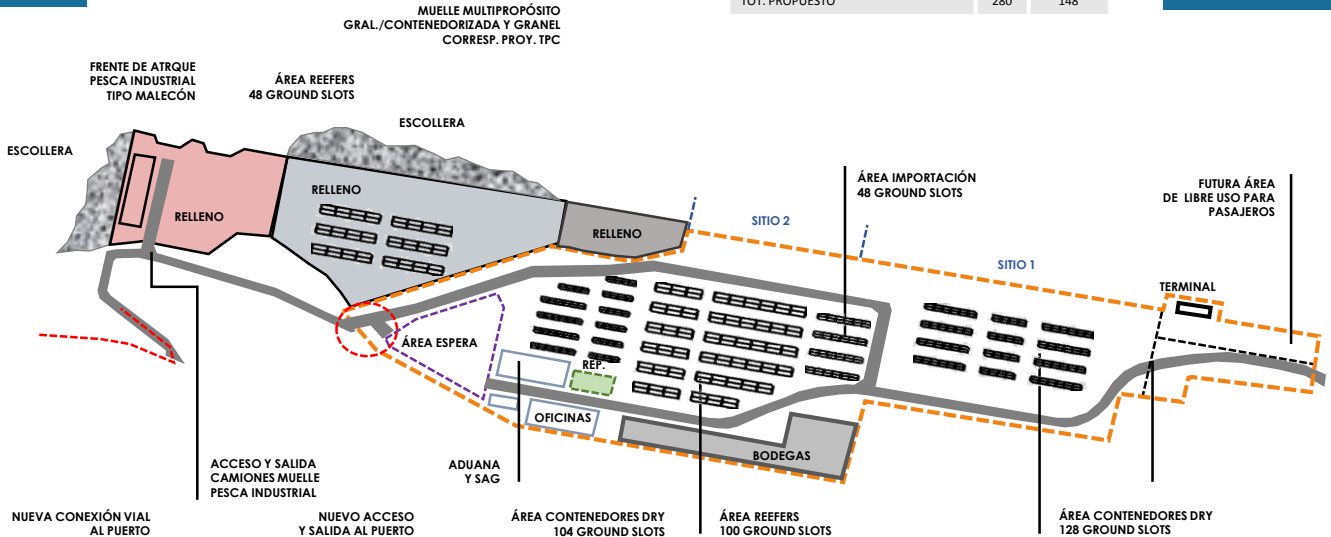 TOT. PROPUESTO 280 148
MUELLE MULTIPROPÓSITO
GRAL./CONTENEDORIZADA Y GRANEL
CORRESP. PROY. TPC
FRENTE DE ATRQUE
PESCA INDUSTRIAL
TIPO MALECÓN
ÁREA REEFERS
48 GROUND SLOTS
ESCOLLERA
ESCOLLERA
RELLENO
RELLENO
RELLENO
SITIO 2
ÁREA IMPORTACIÓN
48 GROUND SLOTS
SITIO 1
FUTURA ÁREA
DE LIBRE USO PARA
PASAJEROS
TERMINAL
ÁREA ESPERA
REP.
OFICINAS
BODEGAS
ACCESO Y SALIDA
CAMIONES MUELLE
PESCA INDUSTRIAL
ADUANA
Y SAG
NUEVA CONEXIÓN VIAL
AL PUERTO
NUEVO ACCESO
Y SALIDA AL PUERTO
ÁREA CONTENEDORES DRY
104 GROUND SLOTS
ÁREA REEFERS
100 GROUND SLOTS
ÁREA CONTENEDORES DRY
128 GROUND SLOTS